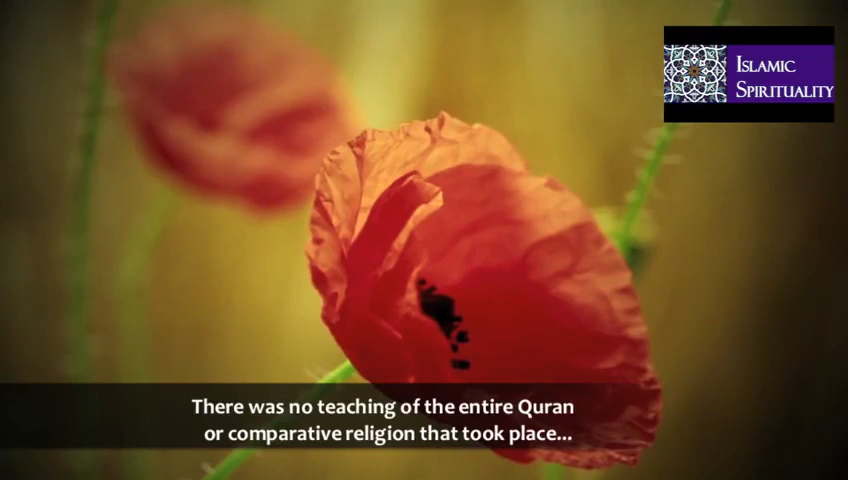 Islamic
Spirituality
There was no teaching of the entire Quran
or comparative religion that took place...